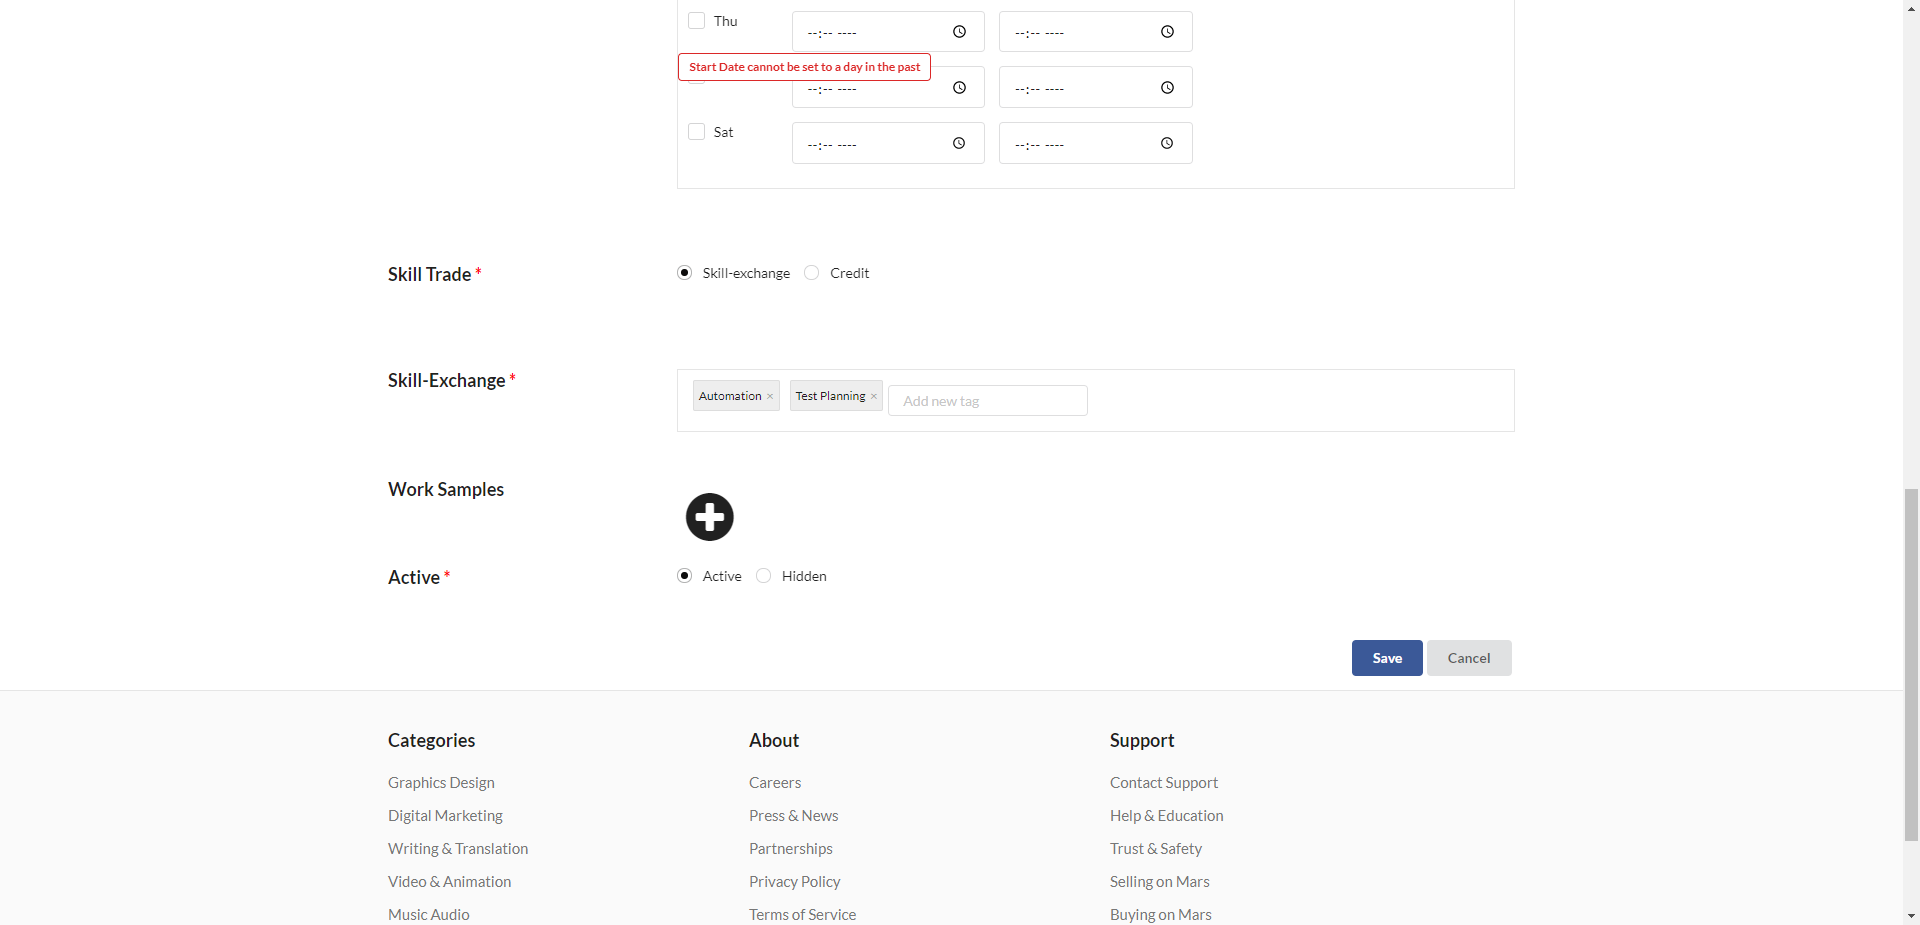 Thu --:-- ---- --:-- ----
Start Date cannot be set to a day in the past
--:-- ---- --:-- ----
Sat --:-- ---- --:-- ----
Skill Trade * Skill-exchange Credit
Skill-Exchange * Automation × Test Planning × Add new tag
Work Samples
Active * Active Hidden
Save Cancel
Categories About Support
Graphics Design Careers Contact Support
Digital Marketing Press & News Help & Education
Writing & Translation Partnerships Trust & Safety
Video & Animation Privacy Policy Selling on Mars
Music Audio Terms of Service Buying on Mars